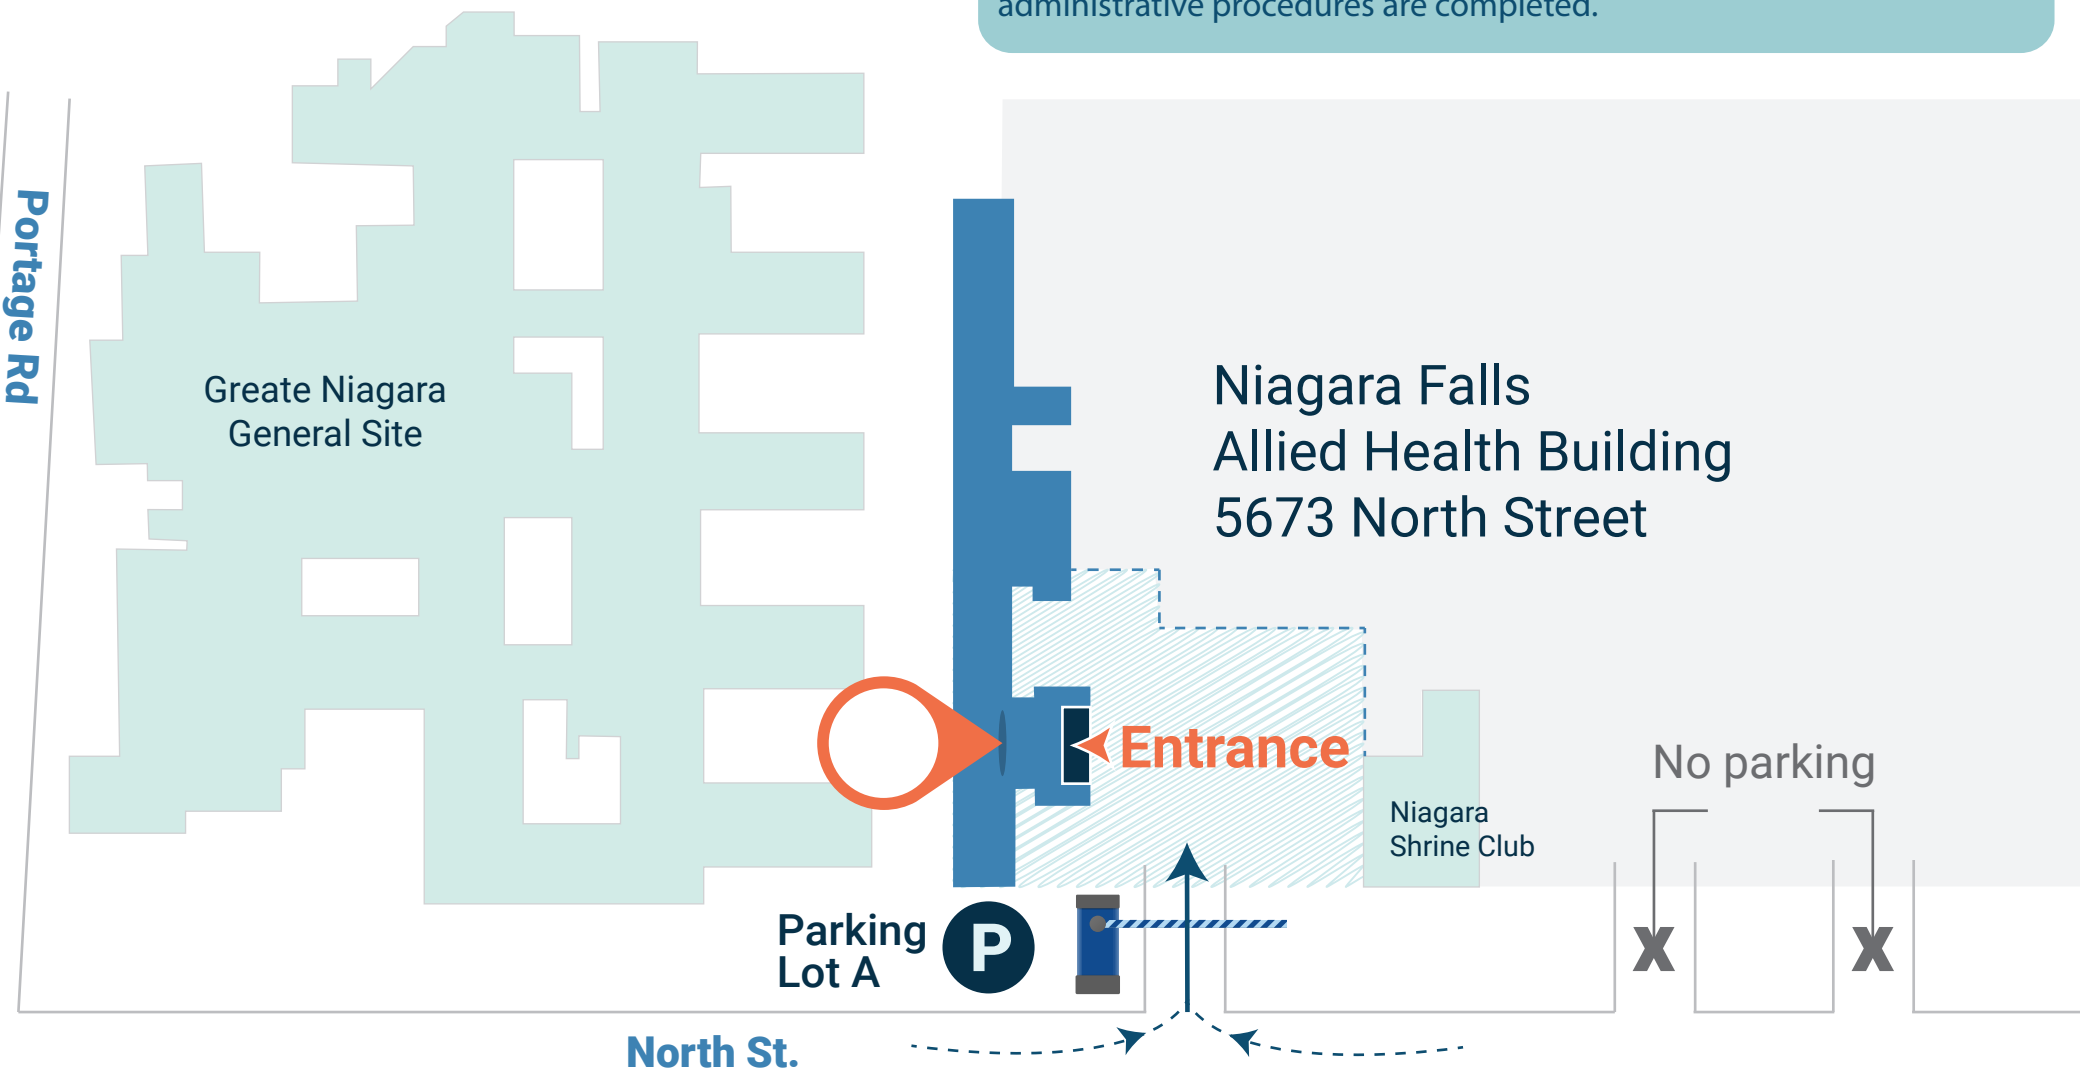 administrative procedures are completed.
Portage Rd
Greate Niagara
General Site
Niagara Falls
Allied Health Building
5673 North Street
Entrance
No parking
Niagara
Shrine Club
X X
Parking
Lot A
P
North St.